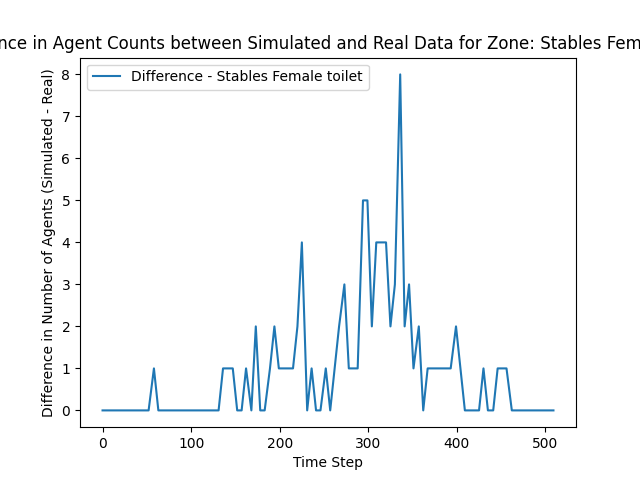 nce in Agent Counts between Simulated and Real Data for Zone: Stables Fem
Difference - Stables Female toilet
Difference in Number of Agents (Simulated - Real)
8
7
6
5
4
3
2
1
0
0 100 200 300 400 500
Time Step